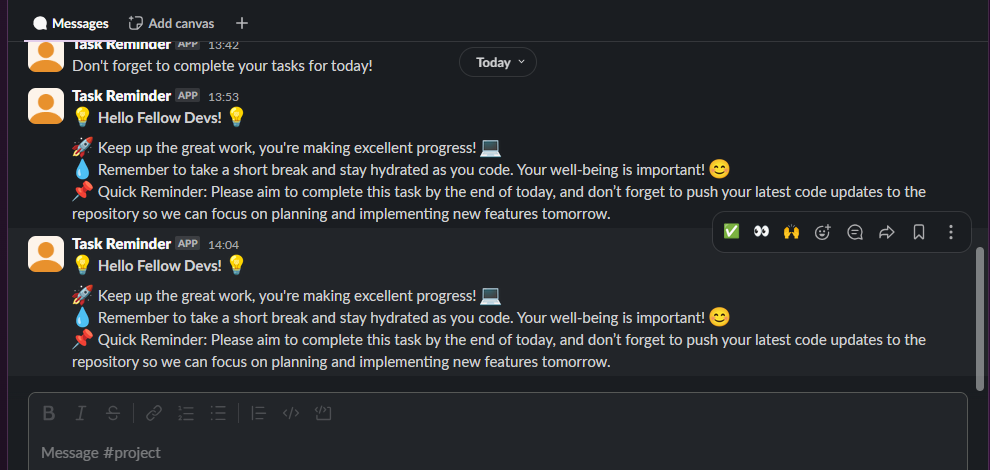 Messages Add canvas
Task Reminder APP 13:42
Don't forget to complete your tasks for today!
Today
Task Reminder APP 13:53
💡 Hello Fellow Devs! 💡
🚀 Keep up the great work, you're making excellent progress! 💻
💧 Remember to take a short break and stay hydrated as you code. Your well-being is important! 😊
📌 Quick Reminder: Please aim to complete this task by the end of today, and don’t forget to push your latest code updates to the
repository so we can focus on planning and implementing new features tomorrow.
Task Reminder APP 14:04
💡 Hello Fellow Devs! 💡
🚀 Keep up the great work, you're making excellent progress! 💻
💧 Remember to take a short break and stay hydrated as you code. Your well-being is important! 😊
📌 Quick Reminder: Please aim to complete this task by the end of today, and don’t forget to push your latest code updates to the
repository so we can focus on planning and implementing new features tomorrow.
Message #project